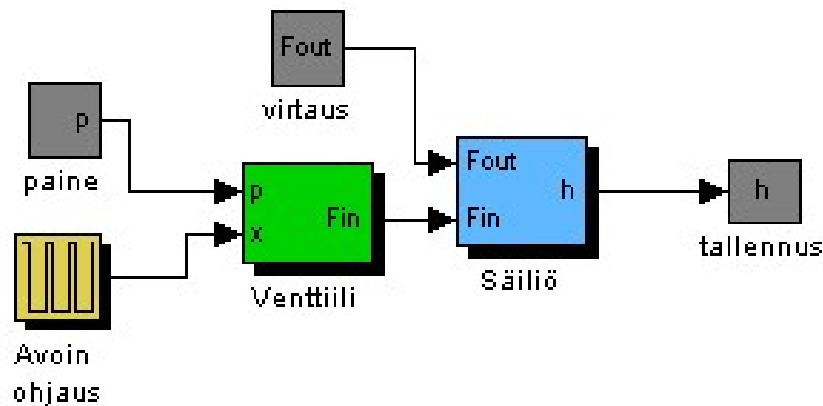 Fout
virtaus
p
paine
p
x
Fin
Venttiili
Avoin
ohjaus
Fout
Fin
h
Säiliö
h
tallennus